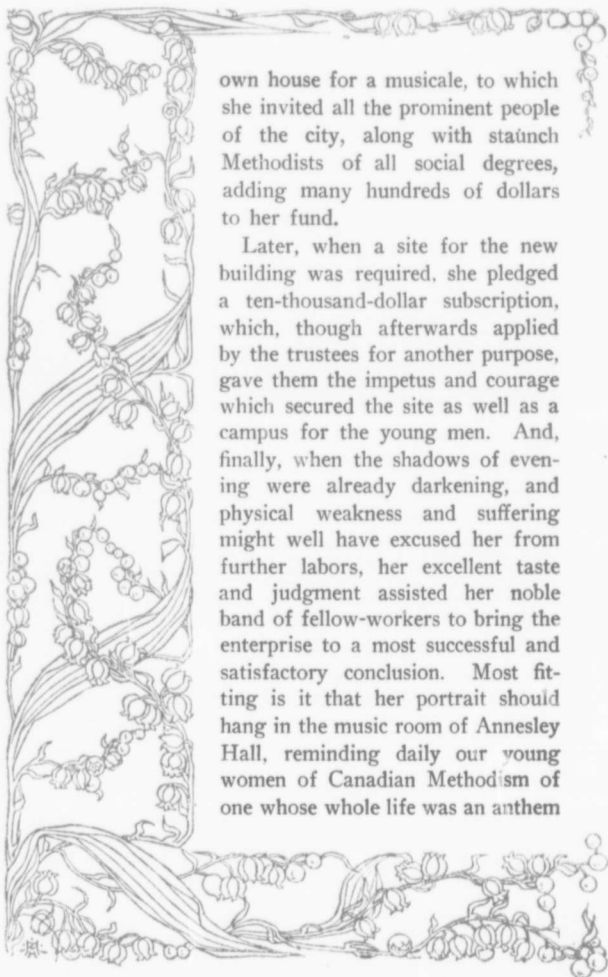 own house for a musicale, to which
she invited all the prominent people
of the city, along with staunch
Methodists of all social degrees,
adding many hundreds of dollars
to her fund.
Later, when a site for the new
building was required, she pledged
a ten-thousand-dollar subscription,
which, though afterwards applied
by the trustees for another purpose,
gave them the impetus and courage
which secured the site as well as a
campus for the young men. And,
finally, when the shadows of even-
ing were already darkening, and
physical weakness and suffering
might well have excused her from
further labors, her excellent taste
and judgment assisted her noble
band of fellow-workers to bring the
enterprise to a most successful and
satisfactory conclusion. Most fit-
ting is it that her portrait should
hang in the music room of Annesley
Hall, reminding daily our young
women of Canadian Methodism of
one whose whole life was an anthem